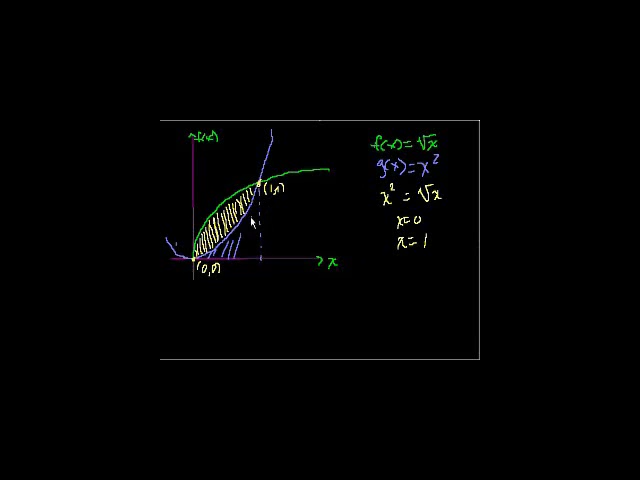 f(x)
f(x) = √x
g(x) = x²
x² = √x
x=0
x=1
(1,1)
(0,0)
x